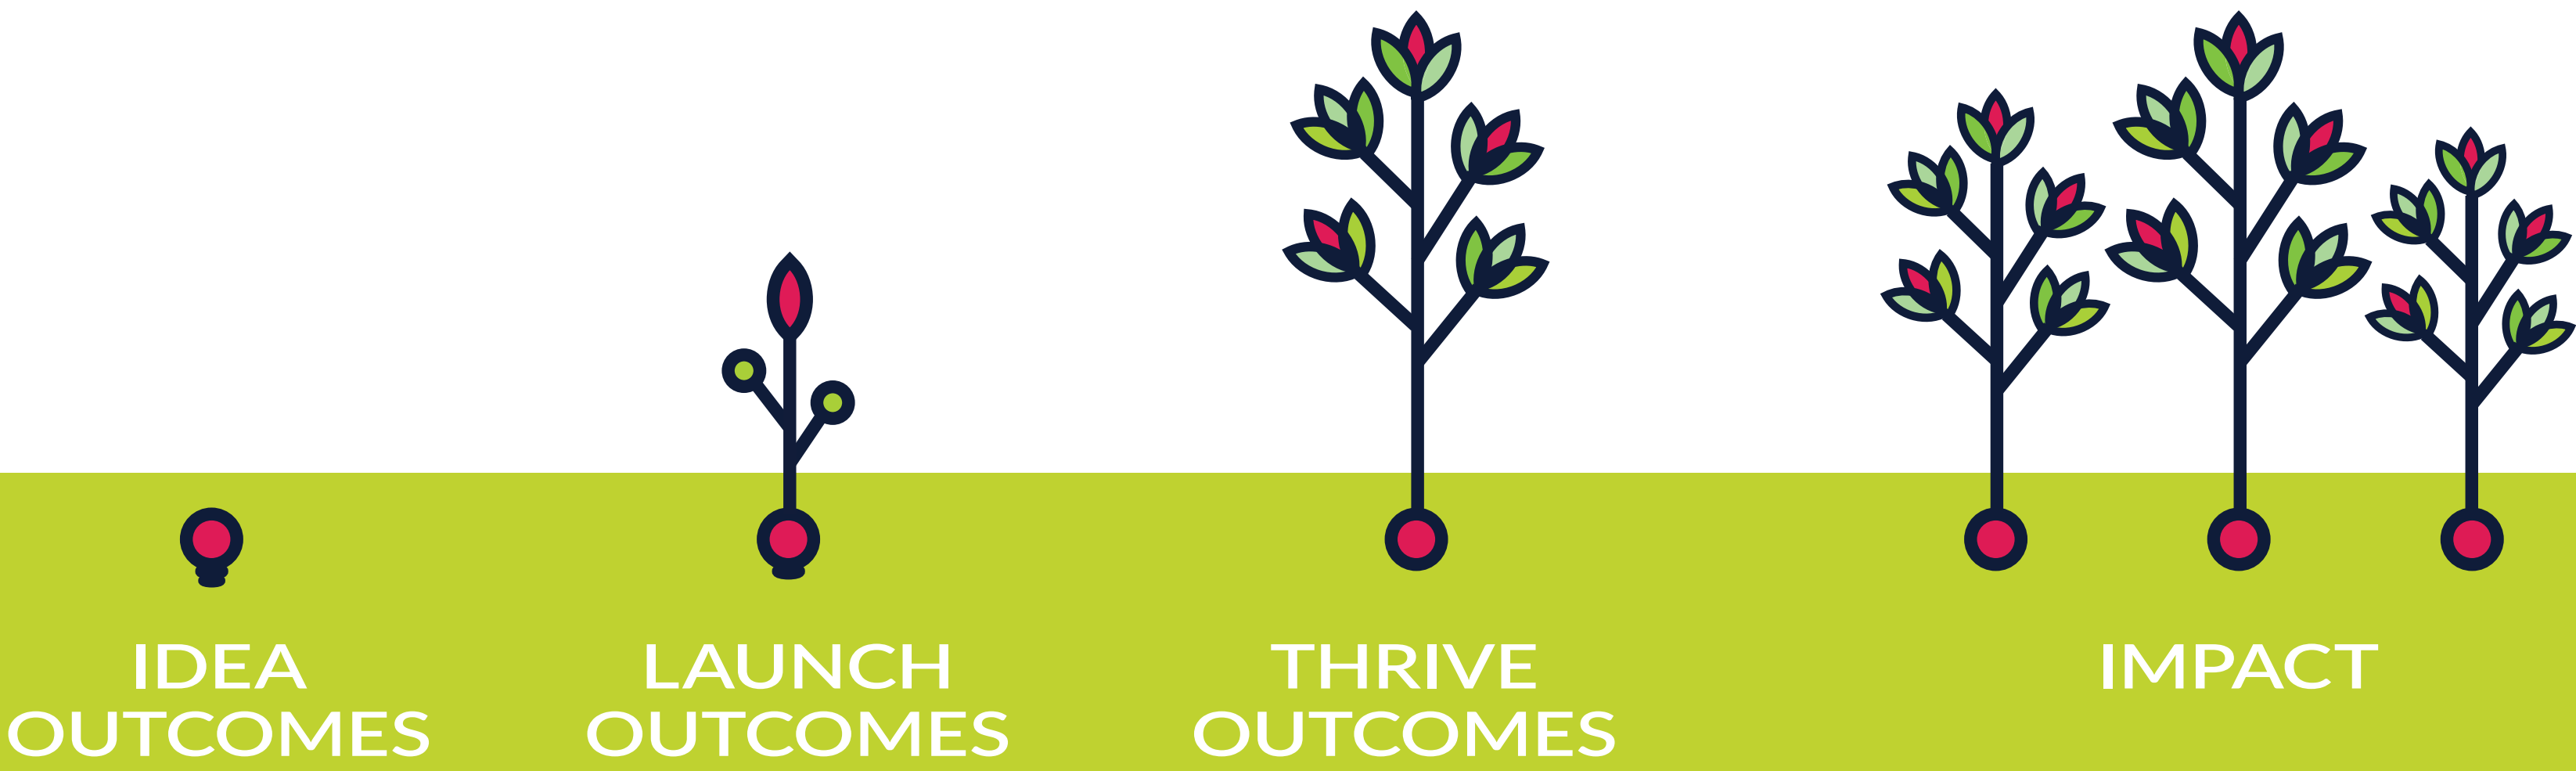 IDEA
OUTCOMES
LAUNCH
OUTCOMES
THRIVE
OUTCOMES
IMPACT